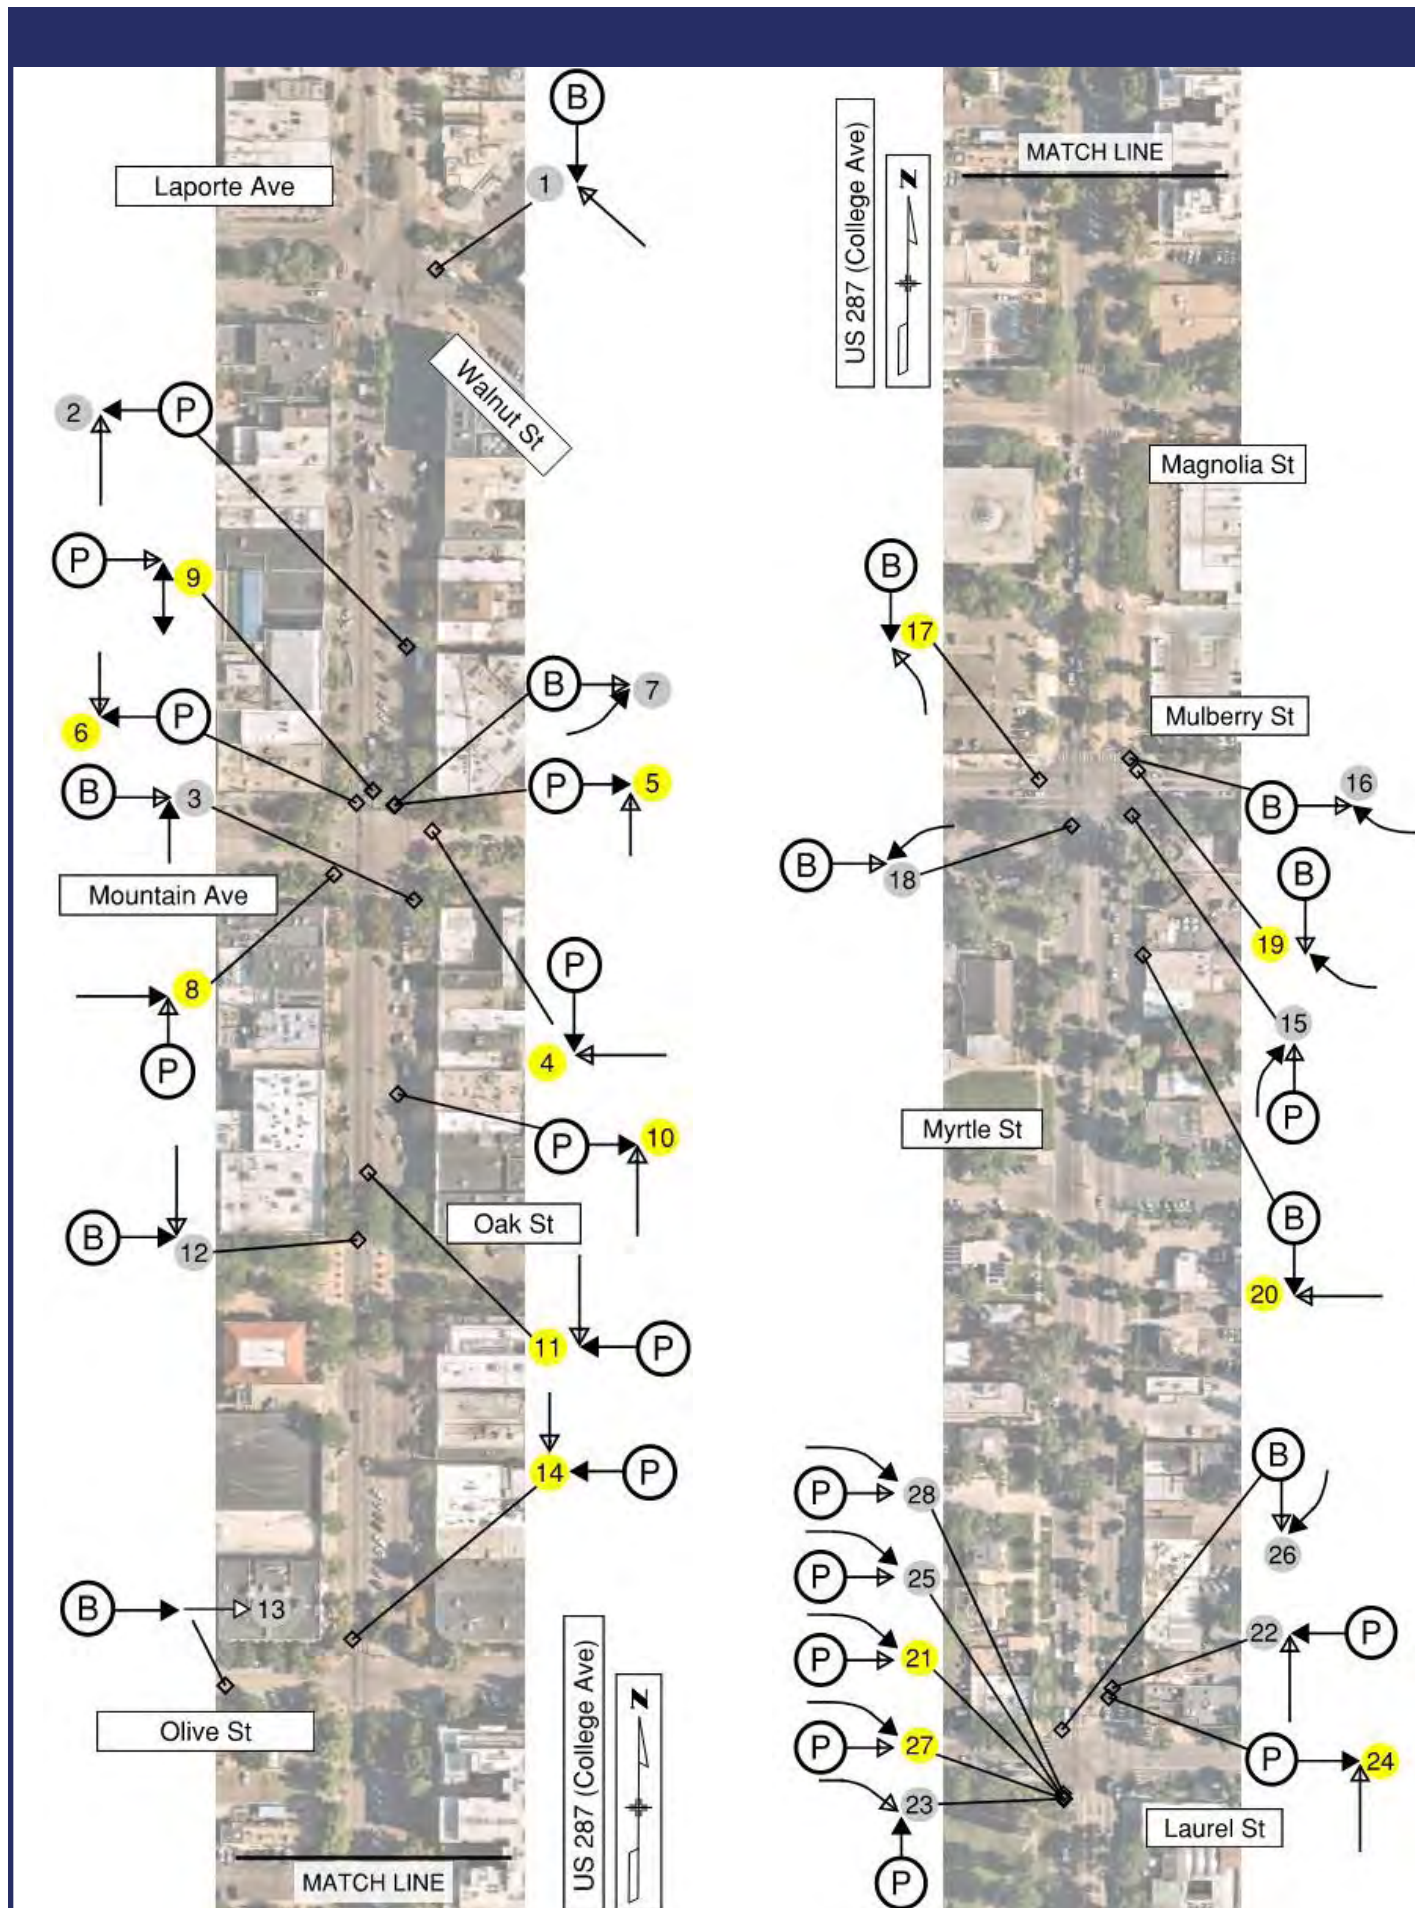 B
Laporte Ave
1
Walnut St
2
P
P
9
B
7
6
P
P
5
B
3
Mountain Ave
8
P
P
4
P
10
Oak St
B
12
11
P
14
P
B
13
Olive St
US 287 (College Ave)
N
MATCH LINE
MATCH LINE
US 287 (College Ave)
N
Magnolia St
B
17
Mulberry St
16
B
B
18
B
19
15
P
Myrtle St
B
20
B
26
P
28
P
25
P
21
22
P
P
27
P
24
23
P
Laurel St